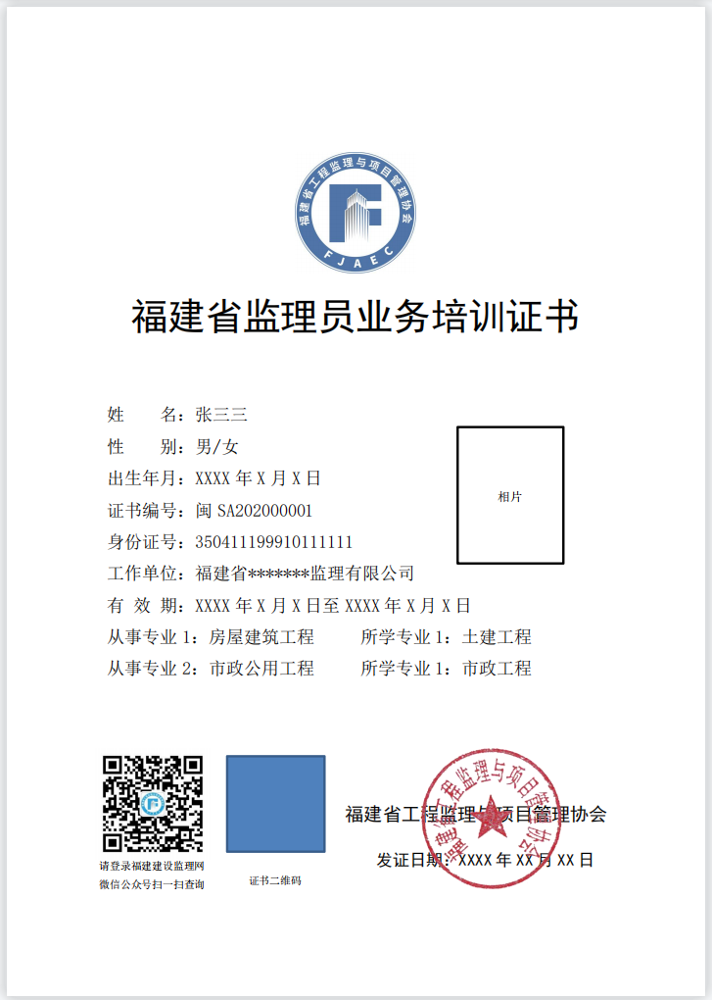 福建省工程监理与项目管理协会
FJAEC
福建省监理员业务培训证书
姓 名：张三三
性 别：男/女
出生年月：XXXX 年 X 月 X 日
证书编号：闽 SA202000001
身份证号：350411199910111111
工作单位：福建省*******监理有限公司
有 效 期：XXXX 年 X 月 X 日至 XXXX 年 X 月 X 日
从事专业 1：房屋建筑工程 所学专业 1：土建工程
从事专业 2：市政公用工程 所学专业 1：市政工程
相片
请登录福建建设监理网
微信公众号扫一扫查询
证书二维码
福建省工程监理与项目管理协会
发证日期：XXXX 年 XX 月 XX 日
福建省工程监理与项目管理协会